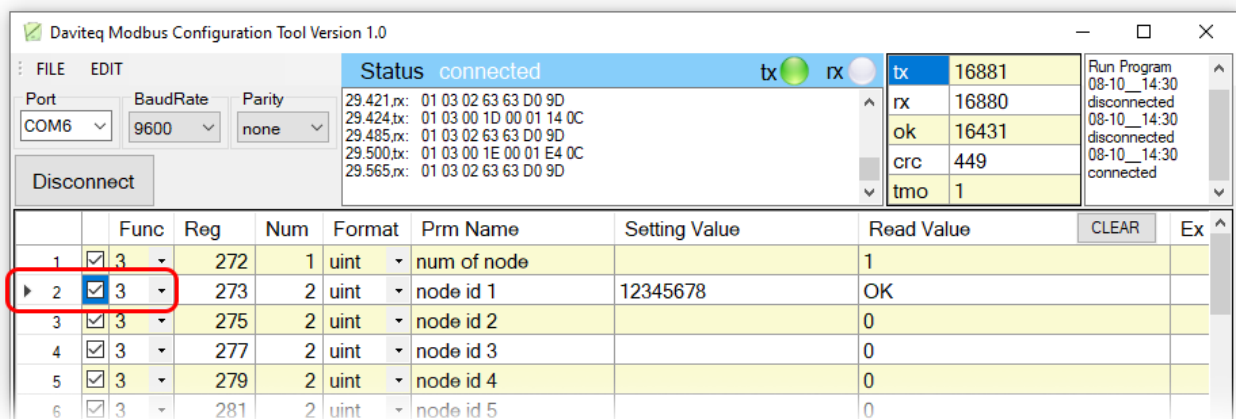 Daviteq Modbus Configuration Tool Version 1.0
FILE EDIT
Status connected tx rx
Port BaudRate Parity
COM6 9600 none
Disconnect
29.421,rx: 01 03 02 63 63 D0 9D
29.424,tx: 01 03 00 1D 00 01 14 0C
29.485,rx: 01 03 02 63 63 D0 9D
29.500,tx: 01 03 00 1E 00 01 E4 0C
29.565,rx: 01 03 02 63 63 D0 9D
tx 16881
rx 16880
ok 16431
crc 449
tmo 1
Run Program
08-10__14:30
disconnected
08-10__14:30
disconnected
08-10__14:30
connected
Func Reg Num Format Prm Name Setting Value Read Value CLEAR Ex
1 3 272 1 uint num of node 1
2 3 273 2 uint node id 1 12345678 OK
3 3 275 2 uint node id 2 0
4 3 277 2 uint node id 3 0
5 3 279 2 uint node id 4 0
6 3 281 2 uint node id 5 0